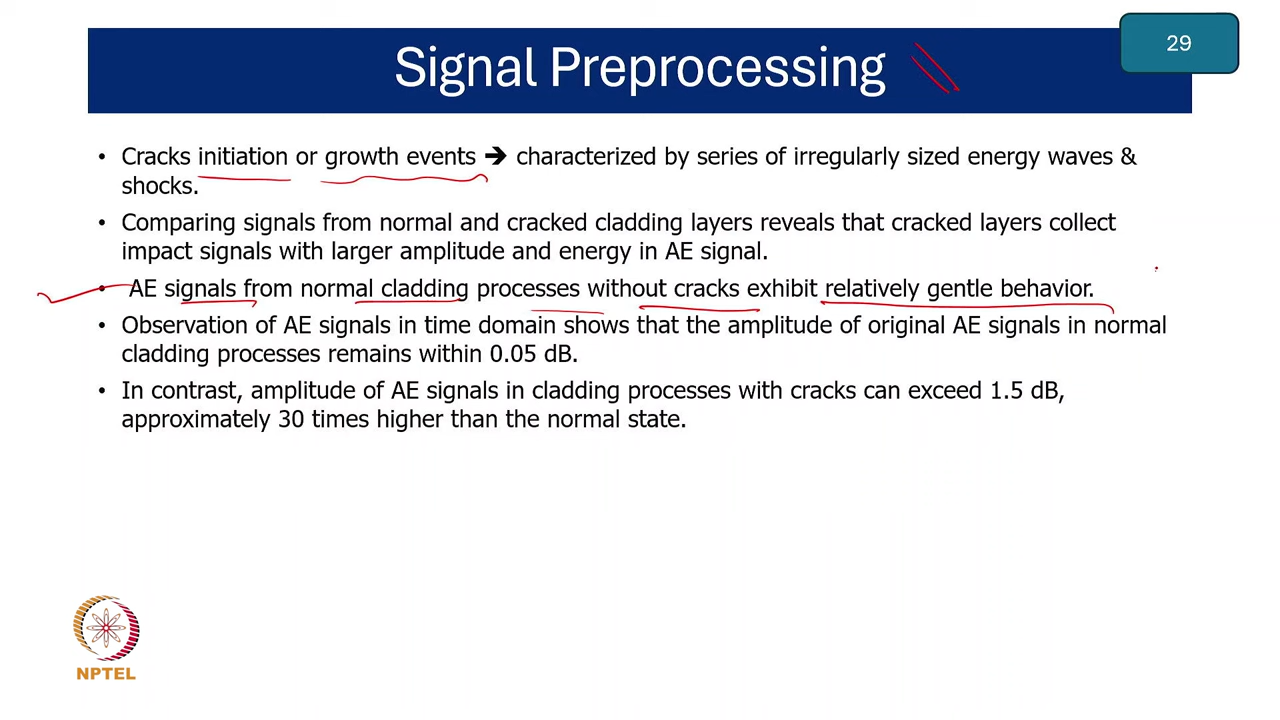 29
Signal Preprocessing
• Cracks initiation or growth events ➔ characterized by series of irregularly sized energy waves &
shocks.
• Comparing signals from normal and cracked cladding layers reveals that cracked layers collect
impact signals with larger amplitude and energy in AE signal.
• AE signals from normal cladding processes without cracks exhibit relatively gentle behavior.
• Observation of AE signals in time domain shows that the amplitude of original AE signals in normal
cladding processes remains within 0.05 dB.
• In contrast, amplitude of AE signals in cladding processes with cracks can exceed 1.5 dB,
approximately 30 times higher than the normal state.
NPTEL